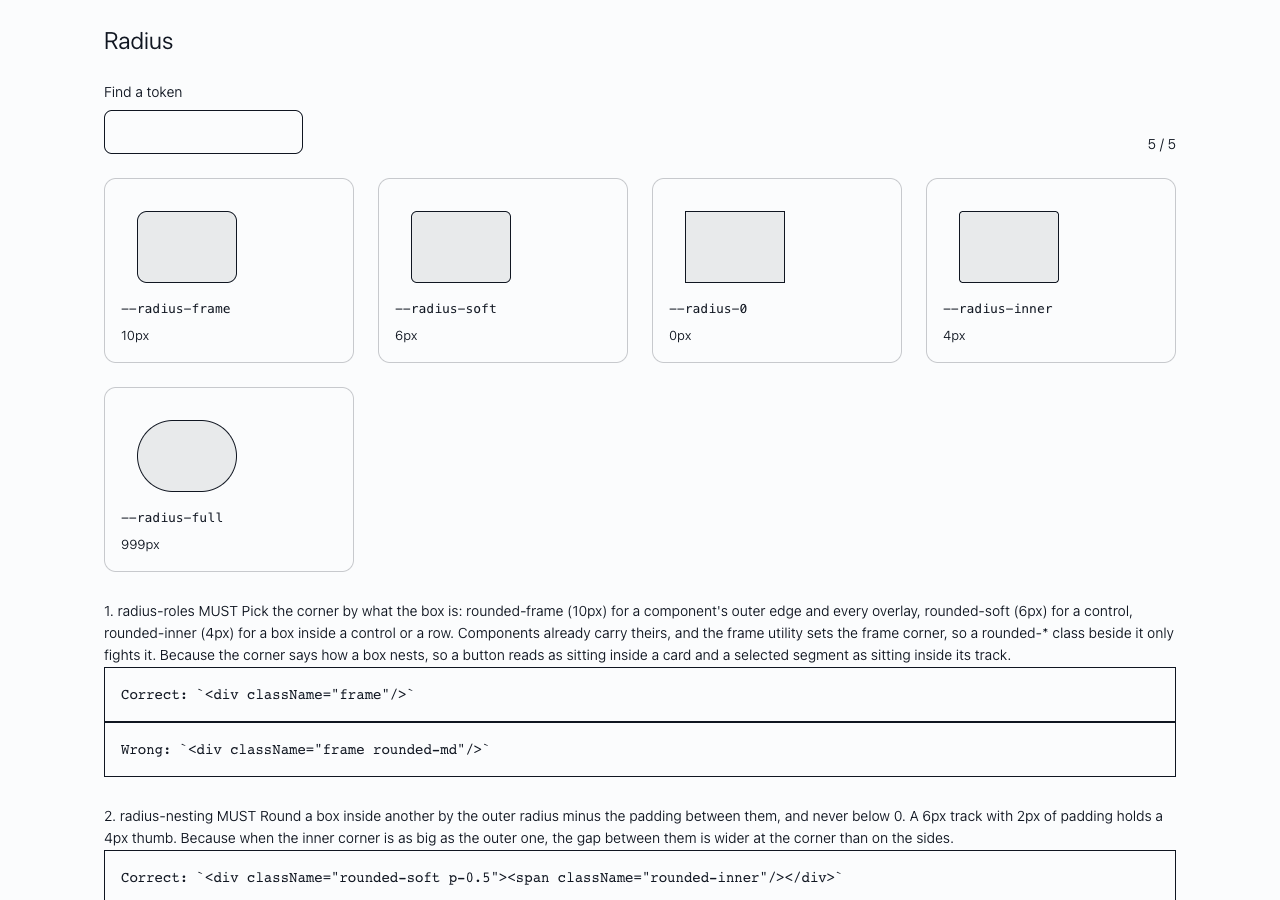 Radius
Find a token
5 / 5
--radius-frame
10px
--radius-soft
6px
--radius-0
0px
--radius-inner
4px
--radius-full
999px
1. radius-roles MUST Pick the corner by what the box is: rounded-frame (10px) for a component's outer edge and every overlay, rounded-soft (6px) for a control,
rounded-inner (4px) for a box inside a control or a row. Components already carry theirs, and the frame utility sets the frame corner, so a rounded-* class beside it only
fights it. Because the corner says how a box nests, so a button reads as sitting inside a card and a selected segment as sitting inside its track.
Correct: `<div className="frame"/>`
Wrong: `<div className="frame rounded-md"/>`
2. radius-nesting MUST Round a box inside another by the outer radius minus the padding between them, and never below 0. A 6px track with 2px of padding holds a
4px thumb. Because when the inner corner is as big as the outer one, the gap between them is wider at the corner than on the sides.
Correct: `<div className="rounded-soft p-0.5"><span className="rounded-inner"/></div>`